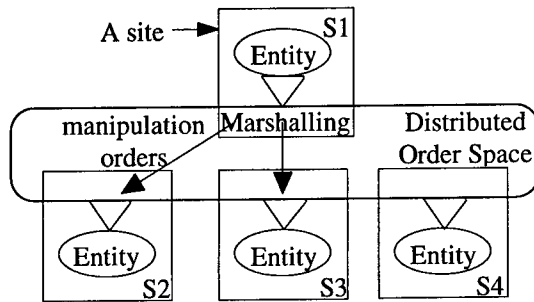 A site
S1
Entity
manipulation
orders
Marshalling
Distributed
Order Space
Entity
S2
Entity
S3
Entity
S4